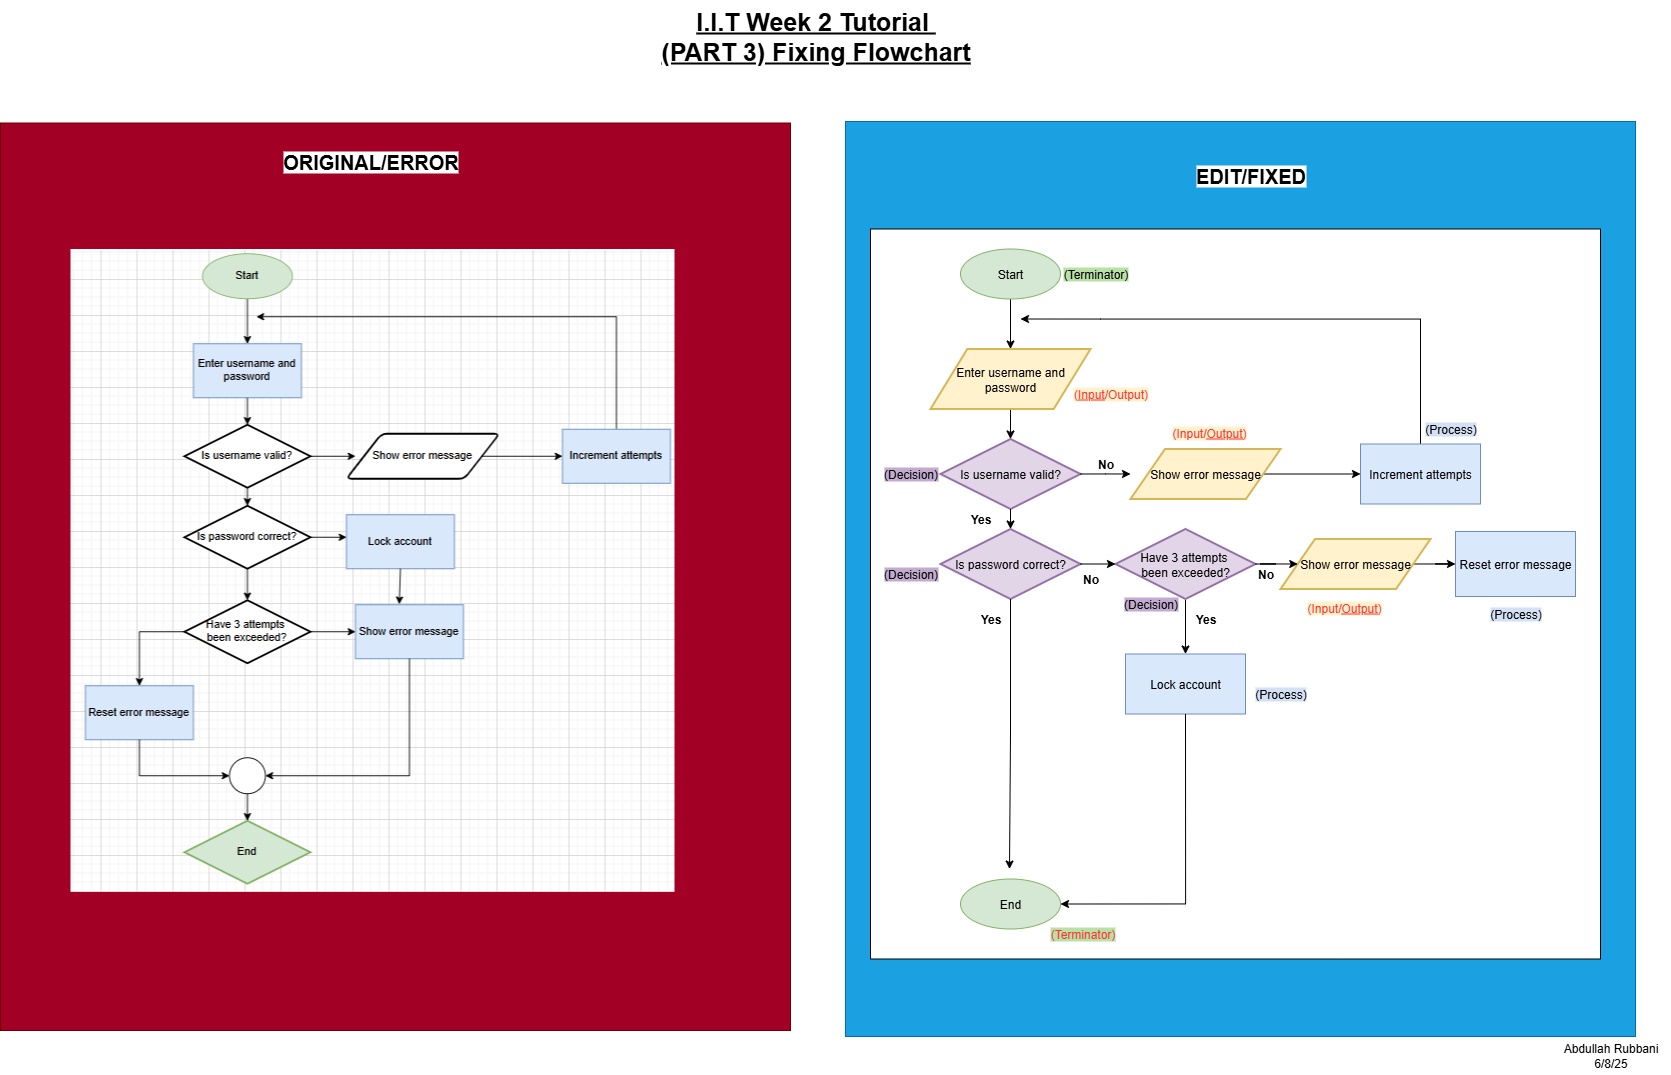 I.I.T Week 2 Tutorial
(PART 3) Fixing Flowchart
ORIGINAL/ERROR
Start
Enter username and
password
Is username valid?
Show error message
Increment attempts
Is password correct?
Lock account
Have 3 attempts
been exceeded?
Show error message
Reset error message
End
EDIT/FIXED
Start
(Terminator)
Enter username and
password
(Input/Output)
(Input/Output)
(Process)
(Decision)
Is username valid?
No
Show error message
Increment attempts
Yes
(Decision)
Is password correct?
No
Have 3 attempts
been exceeded?
(Decision)
No
Show error message
(Input/Output)
Reset error message
(Process)
Yes
Yes
Lock account
(Process)
End
(Terminator)
Abdullah Rubbani
6/8/25